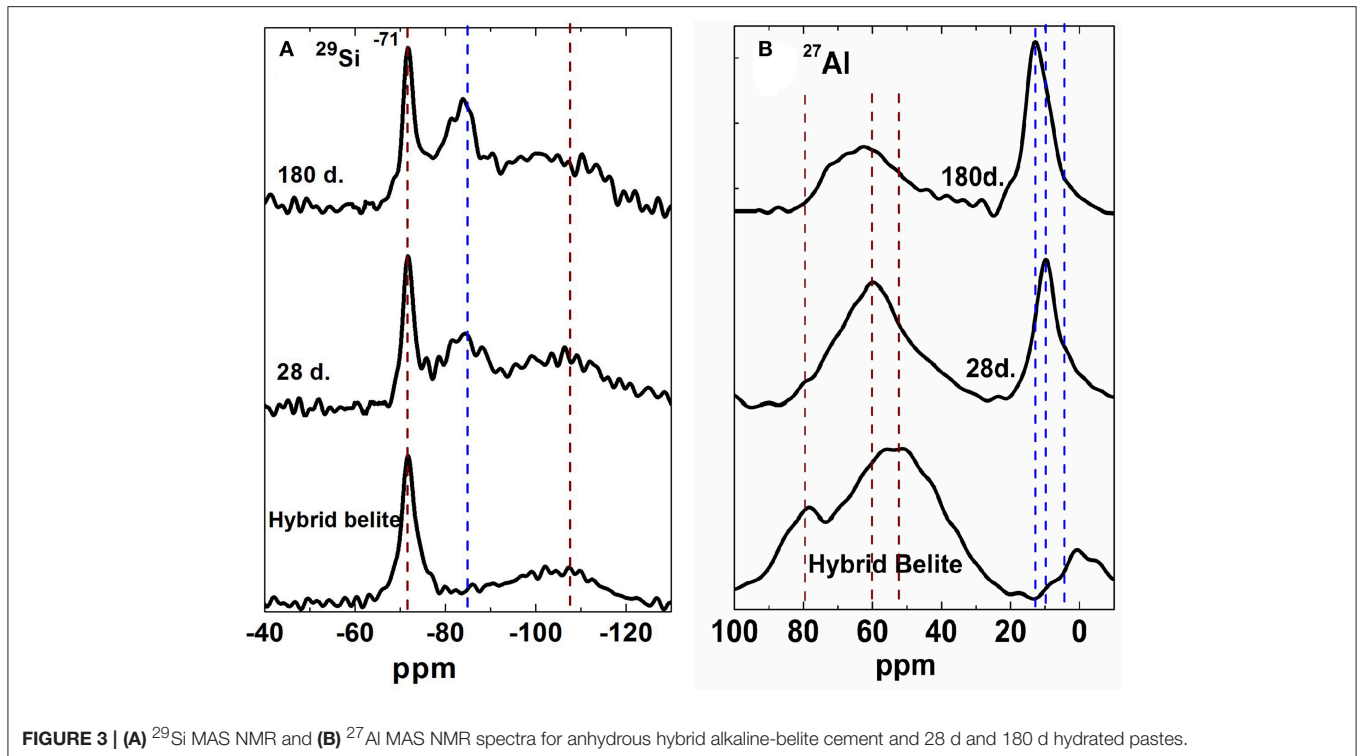 A 29Si -71
180 d.
28 d.
Hybrid belite
-40 -60 -80 -100 -120
ppm
B 27Al
180d.
28d.
Hybrid Belite
100 80 60 40 20 0
ppm
FIGURE 3 | (A) 29Si MAS NMR and (B) 27Al MAS NMR spectra for anhydrous hybrid alkaline-belite cement and 28 d and 180 d hydrated pastes.